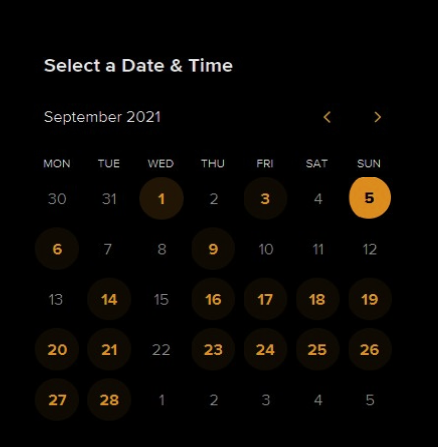 Select a Date & Time
September 2021 < >
MON TUE WED THU FRI SAT SUN
30 31 1 2 3 4 5
6 7 8 9 10 11 12
13 14 15 16 17 18 19
20 21 22 23 24 25 26
27 28 1 2 3 4 5